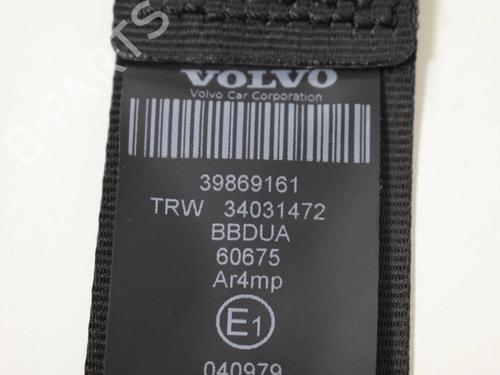 VOLVO
Volvo Car Corporation
39869161
TRW 34031472
BBDUA
60675
Ar4mp
E1
040979
B-PARTS